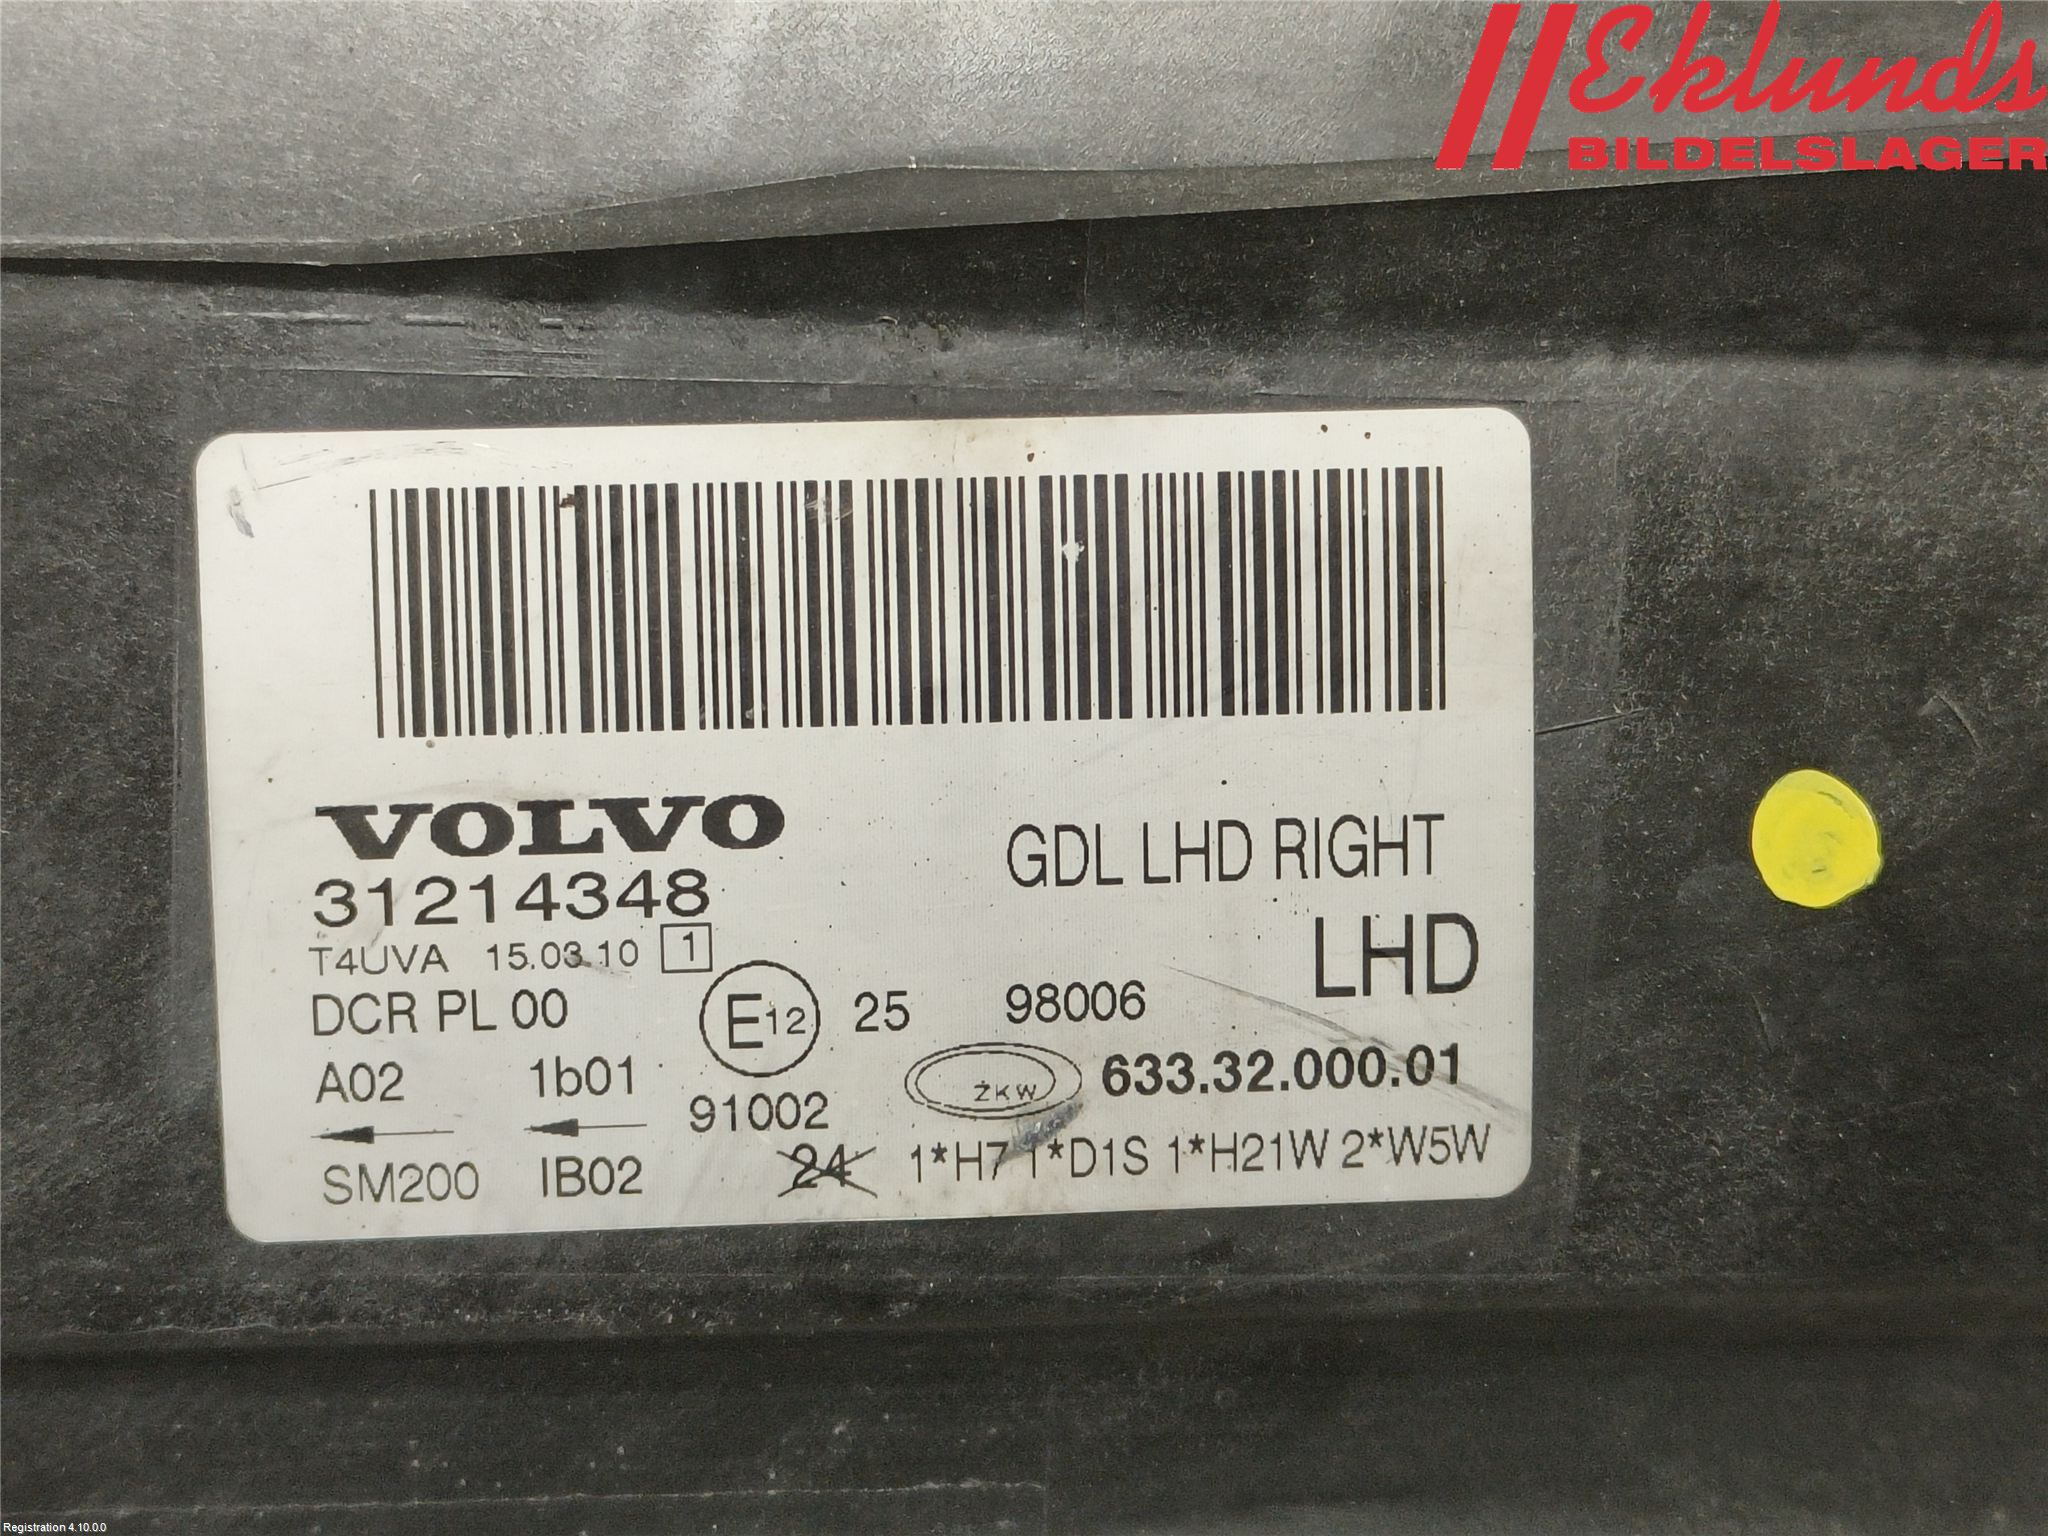 Eklunds
BILDELSLAGER
VOLVO
31214348
GDL LHD RIGHT
T4UVA 15.03.10 1
LHD
DCR PL 00
E12 25 98006
A02 1b01
91002
ZKW 633.32.000.01
SM200 IB02
24 1*H7 1*D1S 1*H21W 2*W5W
Registration 4.10.0.0